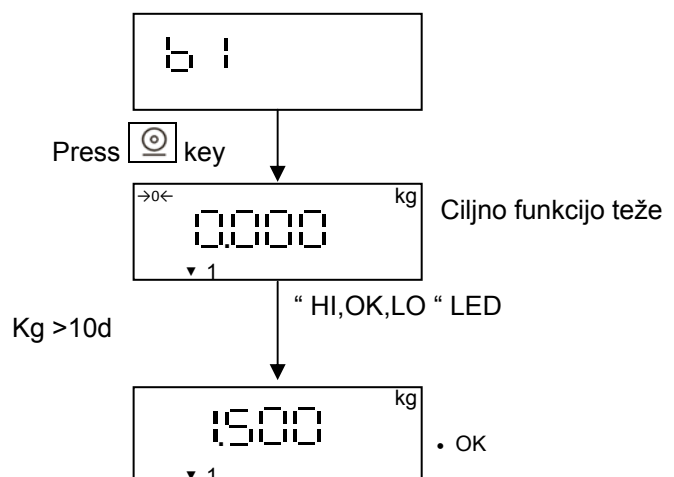 b 1
Press key
→0← kg
0.000
▼ 1
Ciljno funkcijo teže
“ HI,OK,LO “ LED
Kg >10d
kg
1.500
• OK
▼ 1